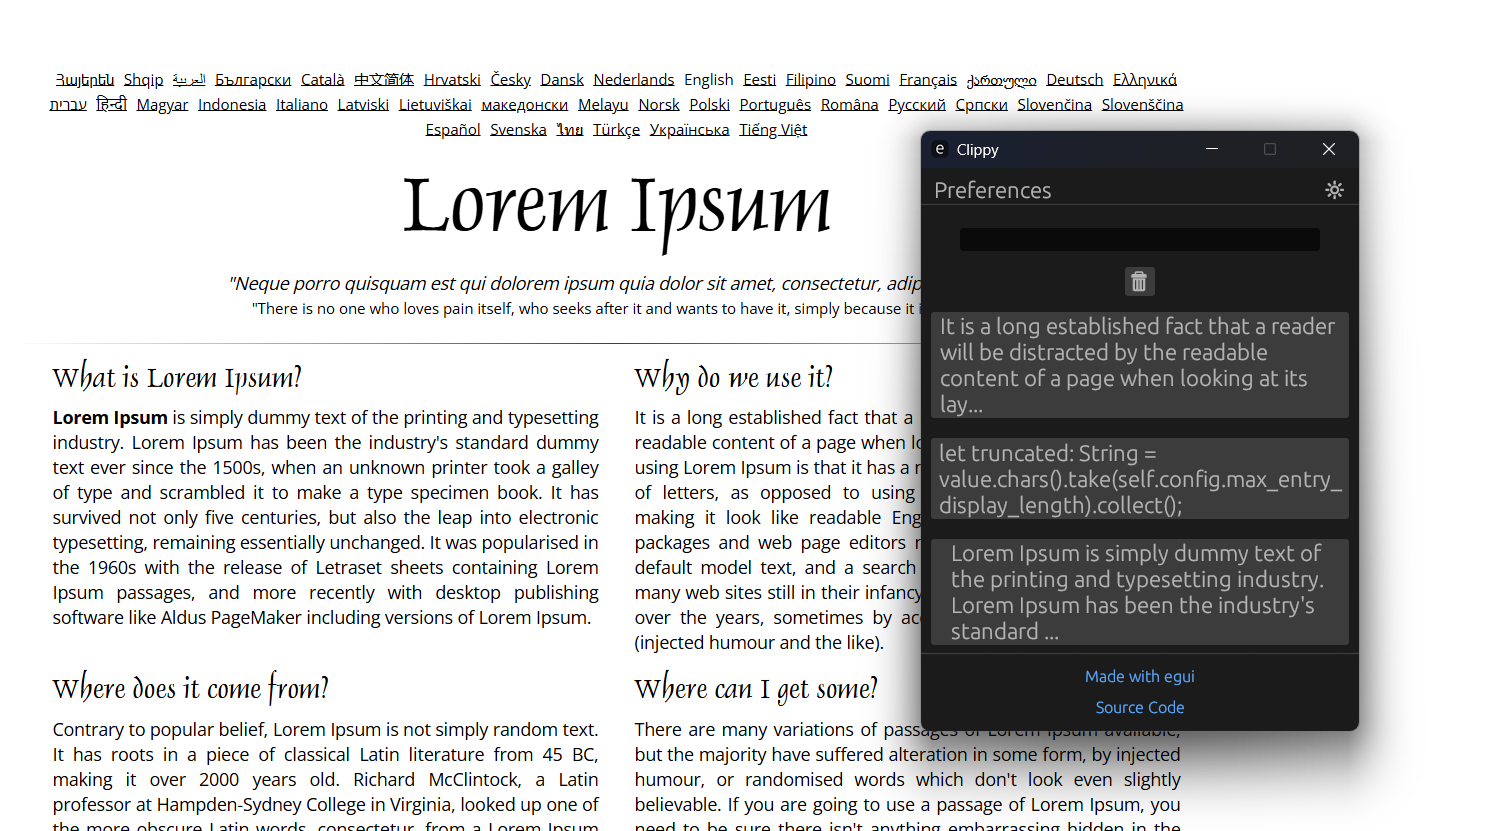 Հայերեն Shqip العربية Български Català 中文简体 Hrvatski Česky Dansk Nederlands English Eesti Filipino Suomi Français ქართული Deutsch Ελληνικά
עברית हिन्दी Magyar Indonesia Italiano Latviski Lietuviškai македонски Melayu Norsk Polski Português Româna Pyccкий Српски Slovenčina Slovenščina
Español Svenska ไทย Türkçe Українська Tiếng Việt
Lorem Ipsum
"Neque porro quisquam est qui dolorem ipsum quia dolor sit amet, consectetur, adip
"There is no one who loves pain itself, who seeks after it and wants to have it, simply because it i
What is Lorem Ipsum?
Lorem Ipsum is simply dummy text of the printing and typesetting
industry. Lorem Ipsum has been the industry's standard dummy
text ever since the 1500s, when an unknown printer took a galley
of type and scrambled it to make a type specimen book. It has
survived not only five centuries, but also the leap into electronic
typesetting, remaining essentially unchanged. It was popularised in
the 1960s with the release of Letraset sheets containing Lorem
Ipsum passages, and more recently with desktop publishing
software like Aldus PageMaker including versions of Lorem Ipsum.
Why do we use it?
It is a long established fact that a
readable content of a page when lo
using Lorem Ipsum is that it has a
of letters, as opposed to using
making it look like readable Eng
packages and web page editors
default model text, and a search
many web sites still in their infancy
over the years, sometimes by acc
(injected humour and the like).
Where does it come from?
Contrary to popular belief, Lorem Ipsum is not simply random text.
It has roots in a piece of classical Latin literature from 45 BC,
making it over 2000 years old. Richard McClintock, a Latin
professor at Hampden-Sydney College in Virginia, looked up one of
the more obscure Latin words, consectetur, from a Lorem Ipsum
Where can I get some?
There are many variations of passages of Lorem Ipsum available,
but the majority have suffered alteration in some form, by injected
humour, or randomised words which don't look even slightly
believable. If you are going to use a passage of Lorem Ipsum, you
need to be sure there isn't anything embarrassing hidden in the
e Clippy
Preferences
It is a long established fact that a reader
will be distracted by the readable
content of a page when looking at its
lay...
let truncated: String =
value.chars().take(self.config.max_entry_
display_length).collect();
Lorem Ipsum is simply dummy text of
the printing and typesetting industry.
Lorem Ipsum has been the industry's
standard ...
Made with egui
Source Code